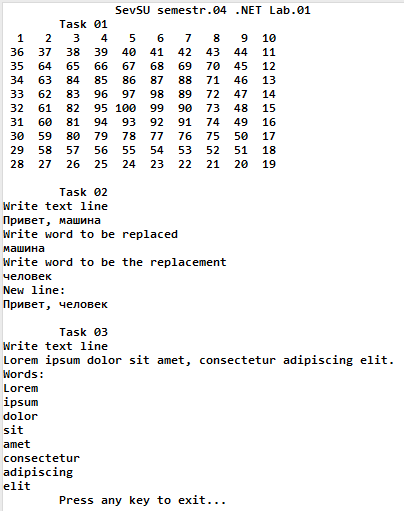 SevSU semestr.04 .NET Lab.01
Task 01
1 2 3 4 5 6 7 8 9 10
36 37 38 39 40 41 42 43 44 11
35 64 65 66 67 68 69 70 45 12
34 63 84 85 86 87 88 71 46 13
33 62 83 96 97 98 89 72 47 14
32 61 82 95 100 99 90 73 48 15
31 60 81 94 93 92 91 74 49 16
30 59 80 79 78 77 76 75 50 17
29 58 57 56 55 54 53 52 51 18
28 27 26 25 24 23 22 21 20 19
Task 02
Write text line
Привет, машина
Write word to be replaced
машина
Write word to be the replacement
человек
New line:
Привет, человек
Task 03
Write text line
Lorem ipsum dolor sit amet, consectetur adipiscing elit.
Words:
Lorem
ipsum
dolor
sit
amet
consectetur
adipiscing
elit
Press any key to exit...